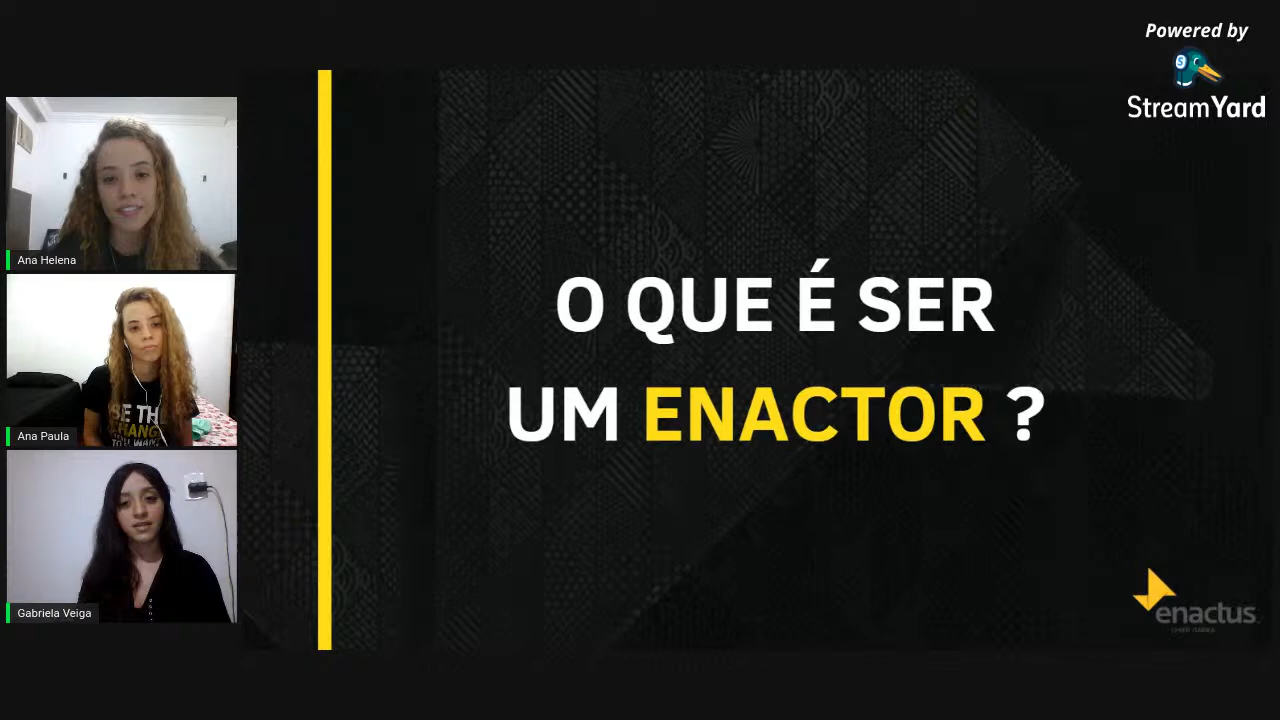 Powered by
StreamYard
Ana Helena
Ana Paula
Gabriela Veiga
O QUE É SER
UM ENACTOR ?
enactus